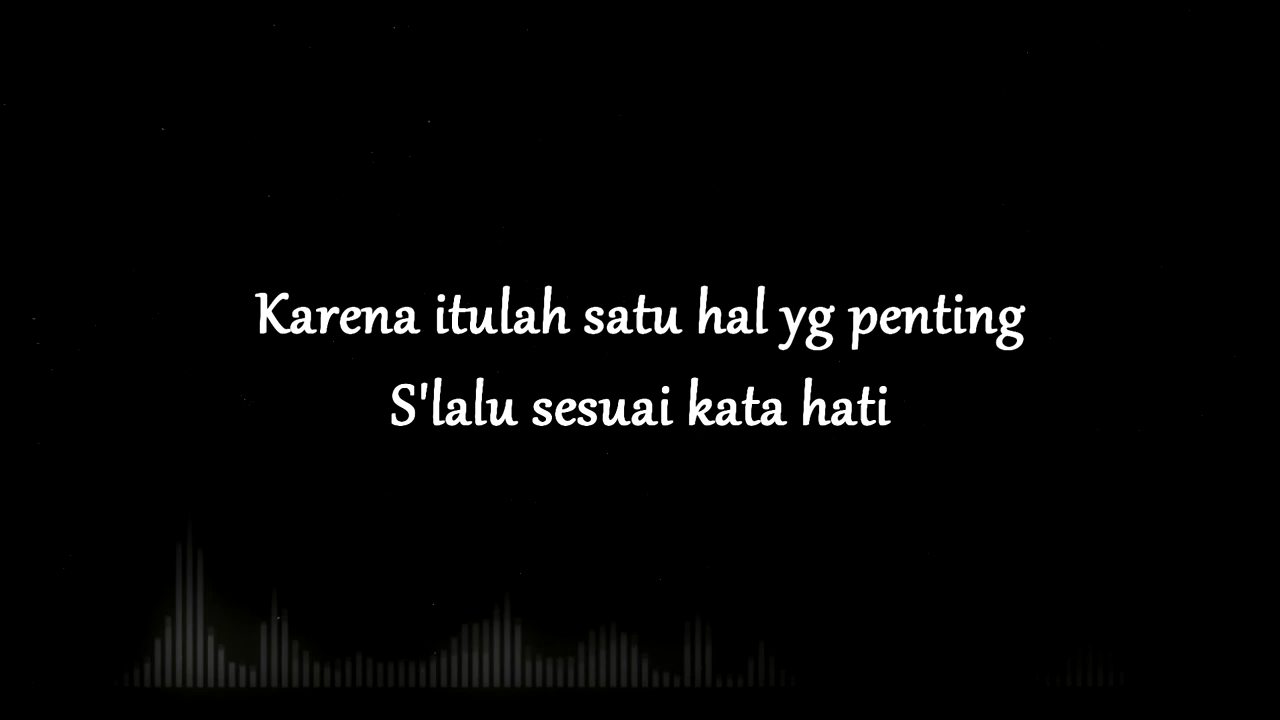 Karena itulah satu hal yg penting
S'lalu sesuai kata hati